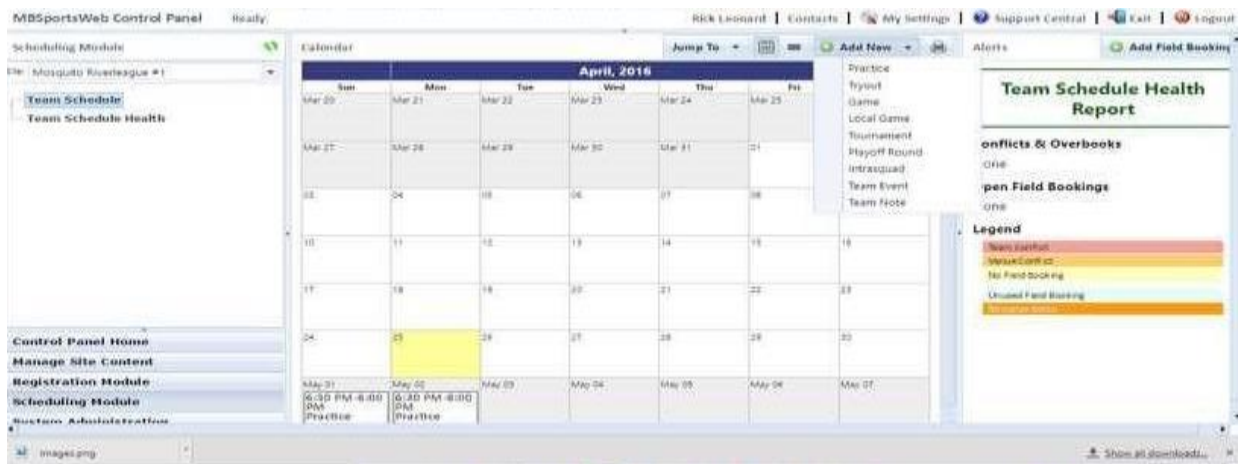 MBSportsWeb Control Panel Ready.
Rick Leonard | Contacts | My Settings | Support Central | Exit | Logout
Scheduling Module
Mosquito Riverleague #1
Team Schedule
Team Schedule Health
Control Panel Home
Manage Site Content
Registration Module
Scheduling Module
System Administration
Calendar Jump To Add New
April, 2016
Sun Mon Tue Wed Thu Fri
Mar 20 Mar 21 Mar 22 Mar 23 Mar 24 Mar 25
Mar 27 Mar 28 Mar 29 Mar 30 Mar 31 01
03 04 05 06 07 08
10 11 12 13 14 15 16
17 18 19 20 21 22 23
24 25 26 27 28 29 30
May 01 May 02 May 03 May 04 May 05 May 06 May 07
6:30 PM-8:00 PM Practice
6:30 PM-8:00 PM Practice
Practice
Tryout
Game
Local Game
Tournament
Playoff Round
Intrasquad
Team Event
Team Note
Alerts Add Field Booking
Team Schedule Health
Report
onflicts & Overbooks
one
pen Field Bookings
one
Legend
Team Conflict
Venue Conflict
No Field Booking
Unused Field Booking
images.png
Show all downloads...